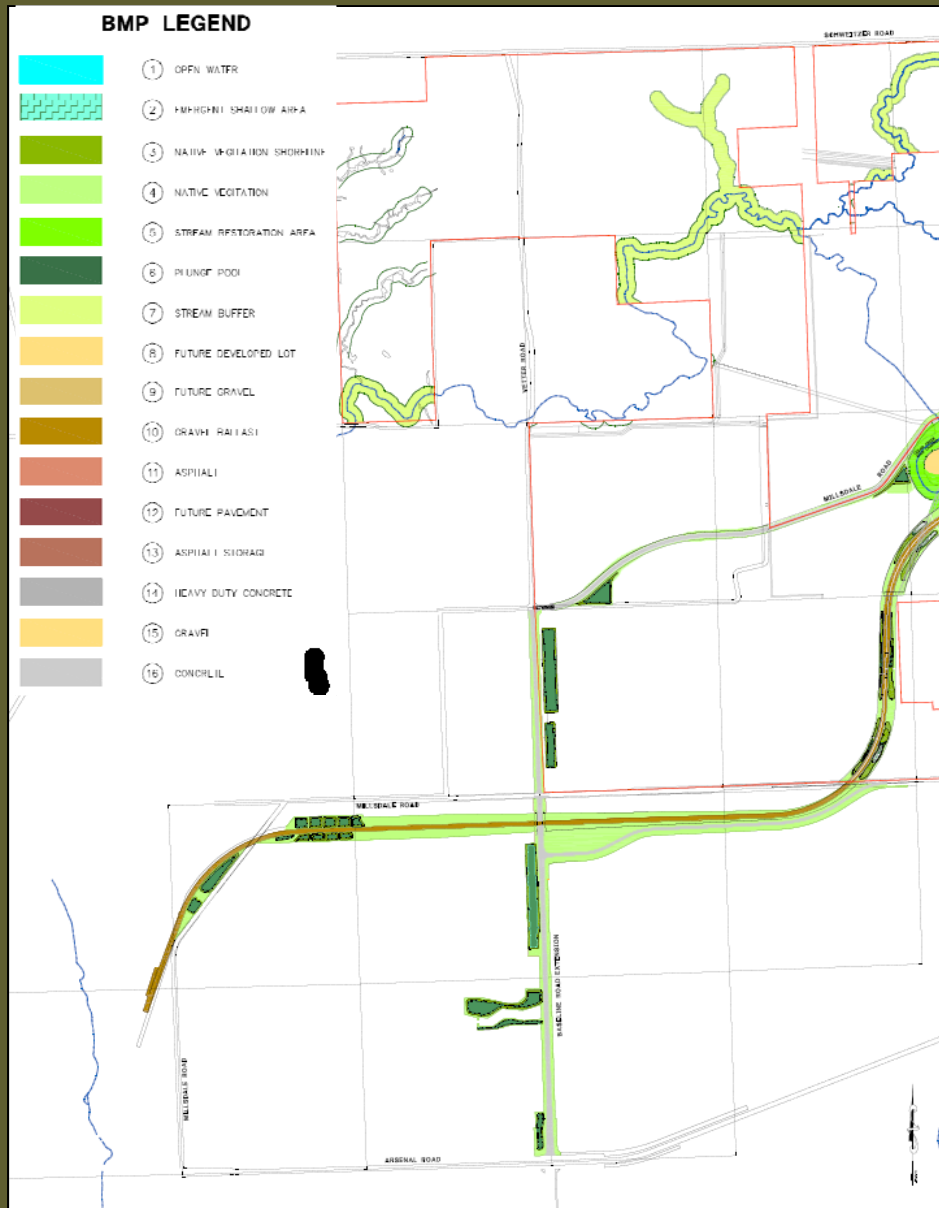 BMP LEGEND
1 OPEN WATER
2 EMERGENT SHALLOW AREA
3 NATIVE VEGITATION SHORELINE
4 NATIVE VEGITATION
5 STREAM RESTORATION AREA
6 PLUNGE POOL
7 STREAM BUFFER
8 FUTURE DEVELOPED LOT
9 FUTURE GRAVEL
10 GRAVEL BALLAST
11 ASPHALT
12 FUTURE PAVEMENT
13 ASPHALT STORAGE
14 HEAVY DUTY CONCRETE
15 GRAVEL
16 CONCRETE
SCHWEITZER ROAD
VETTER ROAD
MILLSDALE ROAD
MILLSDALE ROAD
BASELINE ROAD EXTENSION
MILLSDALE ROAD
ARSENAL ROAD